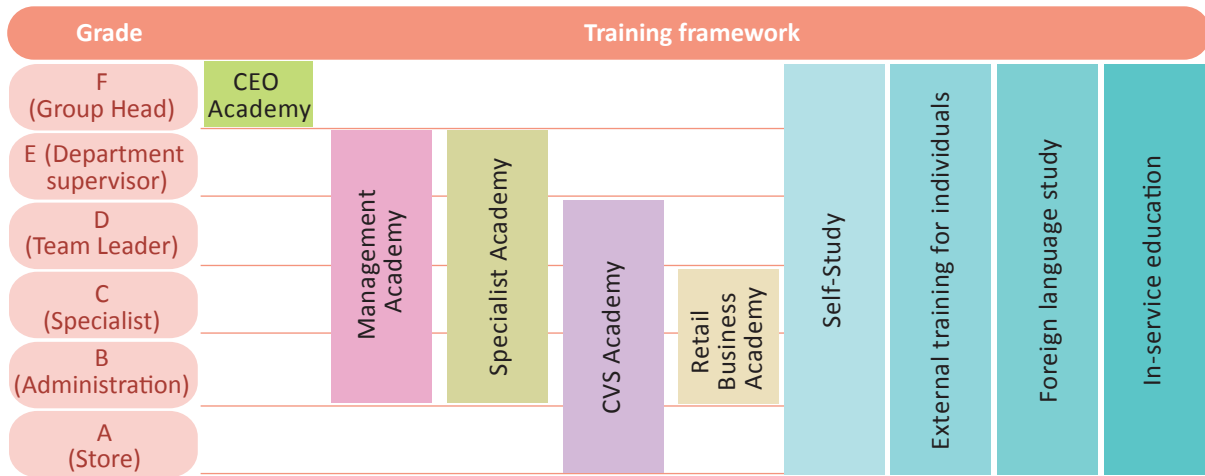 Grade
Training framework
F
(Group Head)
E (Department
supervisor)
D
(Team Leader)
C
(Specialist)
B
(Administration)
A
(Store)
CEO
Academy
Management
Academy
Specialist Academy
CVS Academy
Retail
Business
Academy
Self-Study
External training for individuals
Foreign language study
In-service education